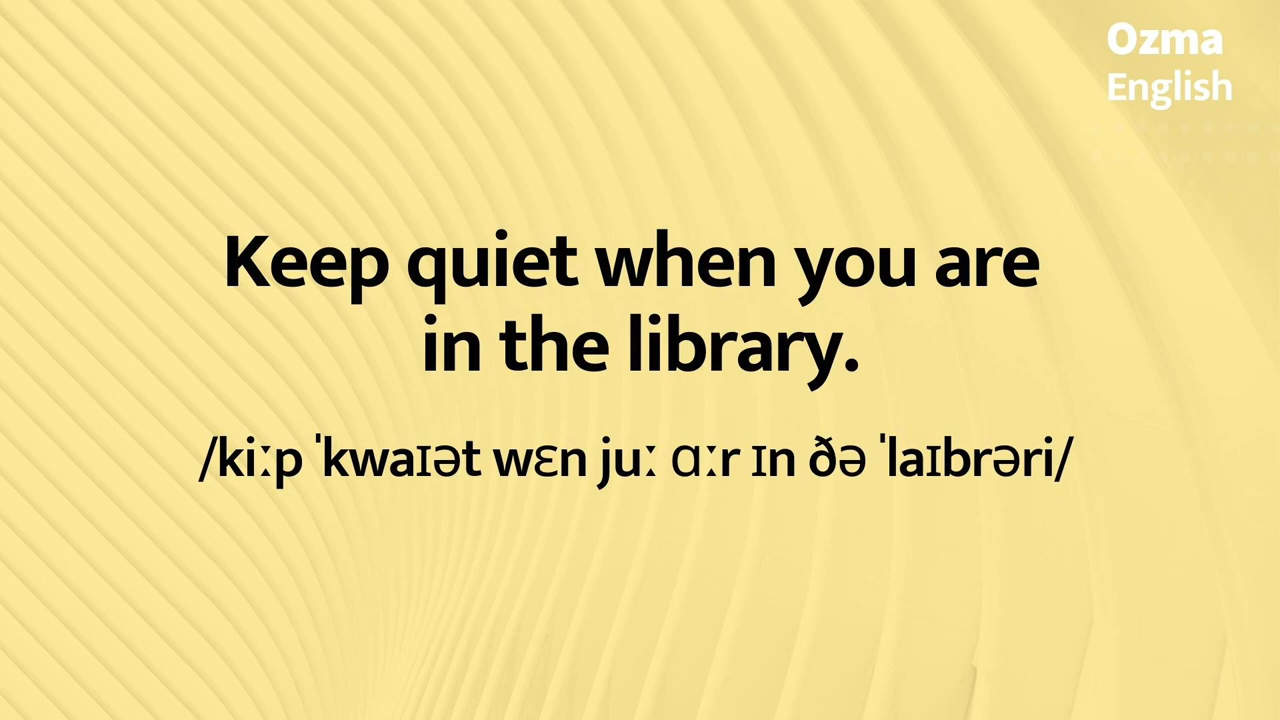 Ozma
English
Keep quiet when you are
in the library.
/kiːp ˈkwaɪət wɛn juː ɑːr ɪn ðə ˈlaɪbrəri/